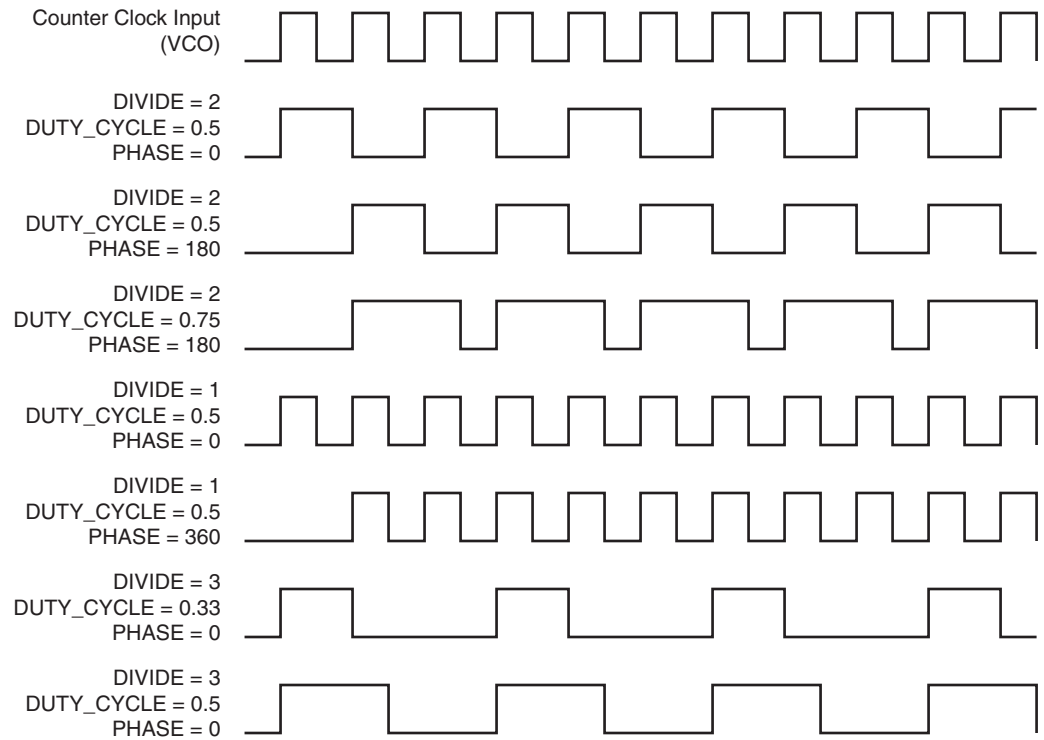 Counter Clock Input
(VCO)
DIVIDE = 2
DUTY_CYCLE = 0.5
PHASE = 0
DIVIDE = 2
DUTY_CYCLE = 0.5
PHASE = 180
DIVIDE = 2
DUTY_CYCLE = 0.75
PHASE = 180
DIVIDE = 1
DUTY_CYCLE = 0.5
PHASE = 0
DIVIDE = 1
DUTY_CYCLE = 0.5
PHASE = 360
DIVIDE = 3
DUTY_CYCLE = 0.33
PHASE = 0
DIVIDE = 3
DUTY_CYCLE = 0.5
PHASE = 0